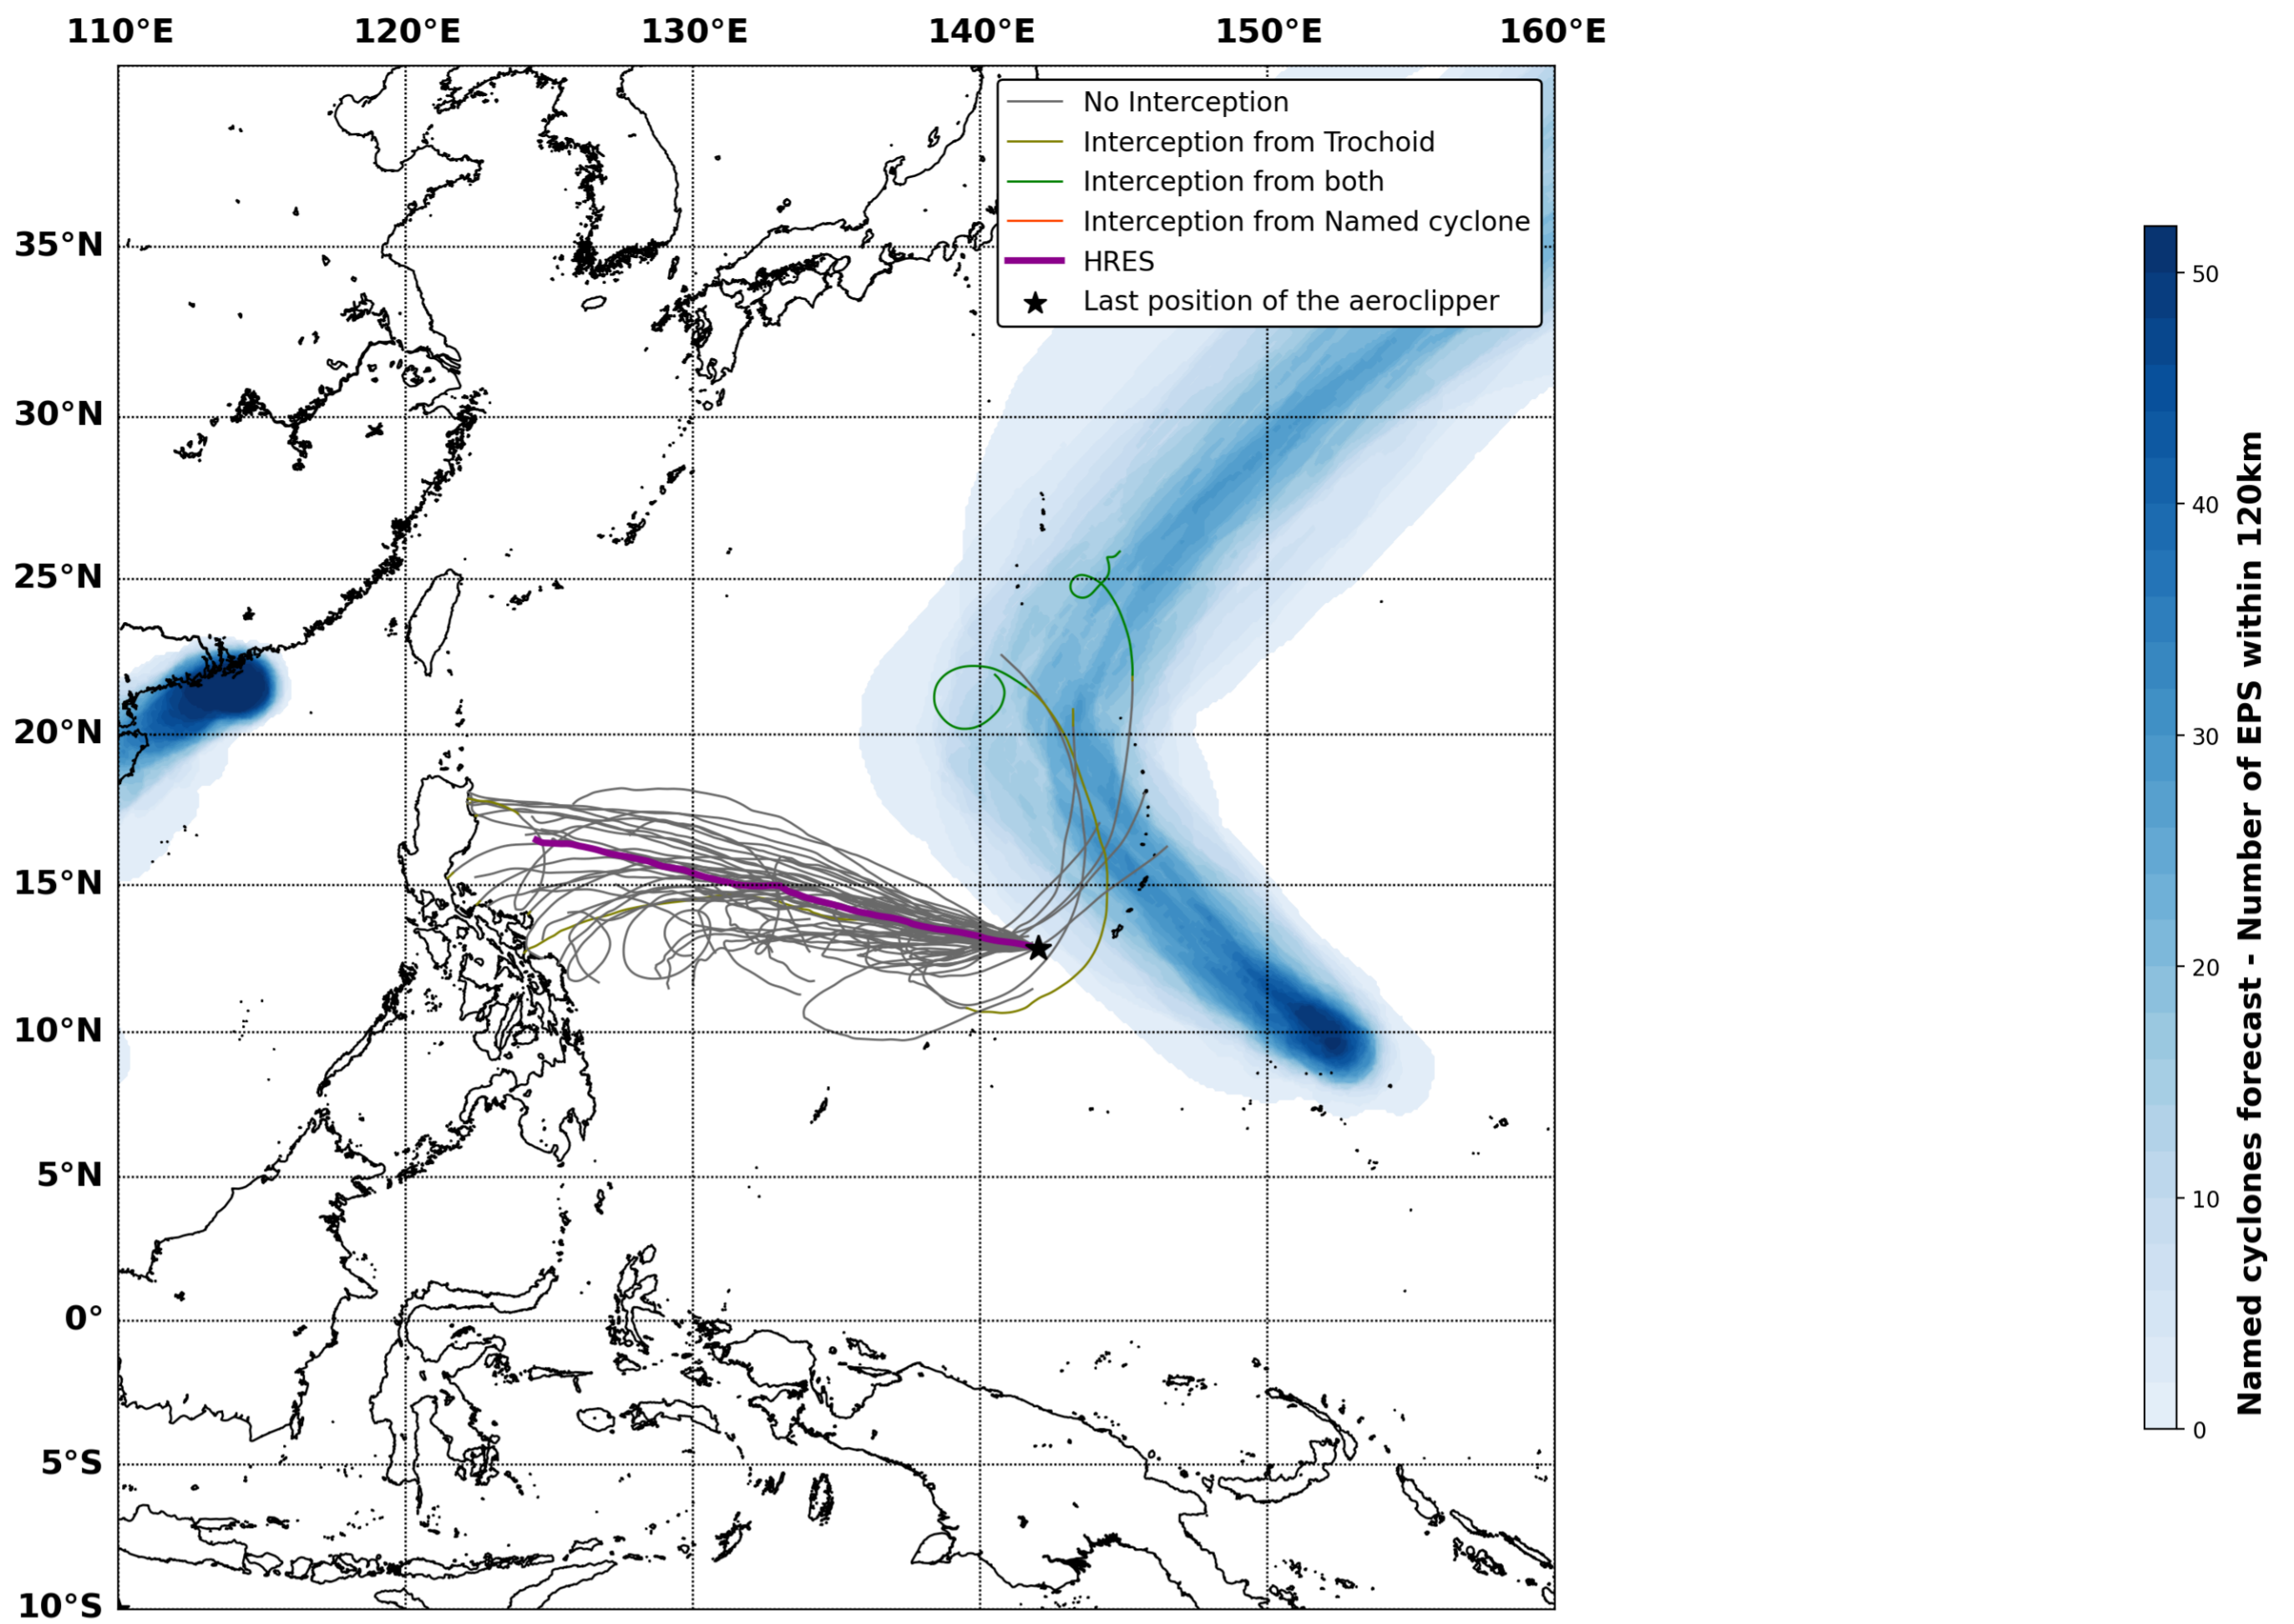 110°E 120°E 130°E 140°E 150°E 160°E
No Interception
Interception from Trochoid
Interception from both
Interception from Named cyclone
HRES
Last position of the aeroclipper
35°N
30°N
25°N
20°N
15°N
10°N
5°N
0°
5°S
10°S
50
40
30
20
10
0
Named cyclones forecast - Number of EPS within 120km